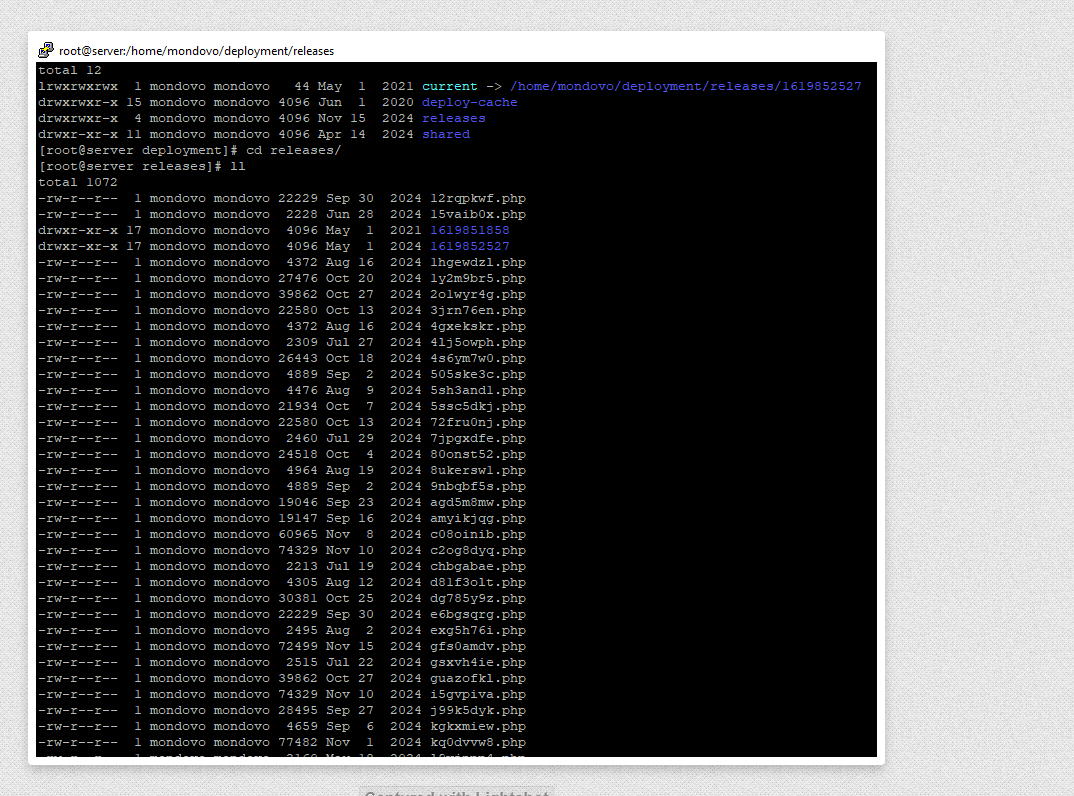 root@server:/home/mondovo/deployment/releases
total 12
lrwxrwxrwx 1 mondovo mondovo 44 May 1 2021 current -> /home/mondovo/deployment/releases/1619852527
drwxrwxr-x 15 mondovo mondovo 4096 Jun 1 2020 deploy-cache
drwxrwxr-x 4 mondovo mondovo 4096 Nov 15 2024 releases
drwxr-xr-x 11 mondovo mondovo 4096 Apr 14 2024 shared
[root@server deployment]# cd releases/
[root@server releases]# ll
total 1072
-rw-r--r-- 1 mondovo mondovo 22229 Sep 30 2024 12rqpkwf.php
-rw-r--r-- 1 mondovo mondovo 2228 Jun 28 2024 15vaib0x.php
drwxr-xr-x 17 mondovo mondovo 4096 May 1 2021 1619851858
drwxr-xr-x 17 mondovo mondovo 4096 May 1 2024 1619852527
-rw-r--r-- 1 mondovo mondovo 4372 Aug 16 2024 1hgewdzl.php
-rw-r--r-- 1 mondovo mondovo 27476 Oct 20 2024 1y2m9br5.php
-rw-r--r-- 1 mondovo mondovo 39862 Oct 27 2024 2olwyr4g.php
-rw-r--r-- 1 mondovo mondovo 22580 Oct 13 2024 3jrn76en.php
-rw-r--r-- 1 mondovo mondovo 4372 Aug 16 2024 4gxekskr.php
-rw-r--r-- 1 mondovo mondovo 2309 Jul 27 2024 4lj5owph.php
-rw-r--r-- 1 mondovo mondovo 26443 Oct 18 2024 4s6ym7w0.php
-rw-r--r-- 1 mondovo mondovo 4889 Sep 2 2024 505ske3c.php
-rw-r--r-- 1 mondovo mondovo 4476 Aug 9 2024 5sh3andl.php
-rw-r--r-- 1 mondovo mondovo 21934 Oct 7 2024 5ssc5dkj.php
-rw-r--r-- 1 mondovo mondovo 22580 Oct 13 2024 72fru0nj.php
-rw-r--r-- 1 mondovo mondovo 2460 Jul 29 2024 7jpgxdfe.php
-rw-r--r-- 1 mondovo mondovo 24518 Oct 4 2024 80onst52.php
-rw-r--r-- 1 mondovo mondovo 4964 Aug 19 2024 8ukerswl.php
-rw-r--r-- 1 mondovo mondovo 4889 Sep 2 2024 9nbqbf5s.php
-rw-r--r-- 1 mondovo mondovo 19046 Sep 23 2024 agd5m8mw.php
-rw-r--r-- 1 mondovo mondovo 19147 Sep 16 2024 amyikjqg.php
-rw-r--r-- 1 mondovo mondovo 60965 Nov 8 2024 c08oinib.php
-rw-r--r-- 1 mondovo mondovo 74329 Nov 10 2024 c2og8dyq.php
-rw-r--r-- 1 mondovo mondovo 2213 Jul 19 2024 chbgabae.php
-rw-r--r-- 1 mondovo mondovo 4305 Aug 12 2024 d8lf3olt.php
-rw-r--r-- 1 mondovo mondovo 30381 Oct 25 2024 dg785y9z.php
-rw-r--r-- 1 mondovo mondovo 22229 Sep 30 2024 e6bgsqrg.php
-rw-r--r-- 1 mondovo mondovo 2495 Aug 2 2024 exg5h76i.php
-rw-r--r-- 1 mondovo mondovo 72499 Nov 15 2024 gfs0amdv.php
-rw-r--r-- 1 mondovo mondovo 2515 Jul 22 2024 gsxvh4ie.php
-rw-r--r-- 1 mondovo mondovo 39862 Oct 27 2024 guazofkl.php
-rw-r--r-- 1 mondovo mondovo 74329 Nov 10 2024 i5gvpiva.php
-rw-r--r-- 1 mondovo mondovo 28495 Sep 27 2024 j99k5dyk.php
-rw-r--r-- 1 mondovo mondovo 4659 Sep 6 2024 kgkxmiew.php
-rw-r--r-- 1 mondovo mondovo 77482 Nov 1 2024 kq0dvvw8.php
Captured with Lightshot